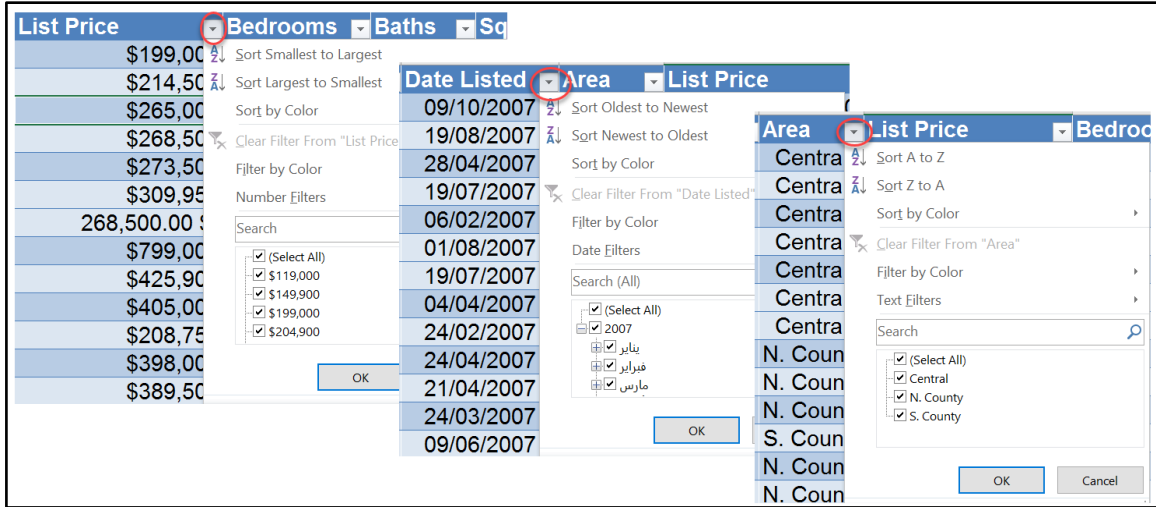 List Price Bedrooms Baths Sq
$199,00
$214,50
$265,00
$268,50
$273,50
$309,95
268,500.00
$799,00
$425,90
$405,00
$208,75
$398,00
$389,50
Sort Smallest to Largest
Sort Largest to Smallest
Sort by Color
Clear Filter From "List Price
Filter by Color
Number Filters
Search
(Select All)
$119,000
$149,900
$199,000
$204,900
OK
Date Listed Area List Price
09/10/2007
19/08/2007
28/04/2007
19/07/2007
06/02/2007
01/08/2007
19/07/2007
04/04/2007
24/02/2007
24/04/2007
21/04/2007
24/03/2007
09/06/2007
Sort Oldest to Newest
Sort Newest to Oldest
Sort by Color
Clear Filter From "Date Listed"
Filter by Color
Date Filters
Search (All)
(Select All)
2007
يناير
فبراير
مارس
OK
Area List Price Bedroo
Centra
Centra
Centra
Centra
Centra
Centra
Centra
N. Coun
N. Coun
N. Coun
S. Coun
N. Coun
N. Coun
Sort A to Z
Sort Z to A
Sort by Color
Clear Filter From "Area"
Filter by Color
Text Filters
Search
(Select All)
Central
N. County
S. County
OK Cancel